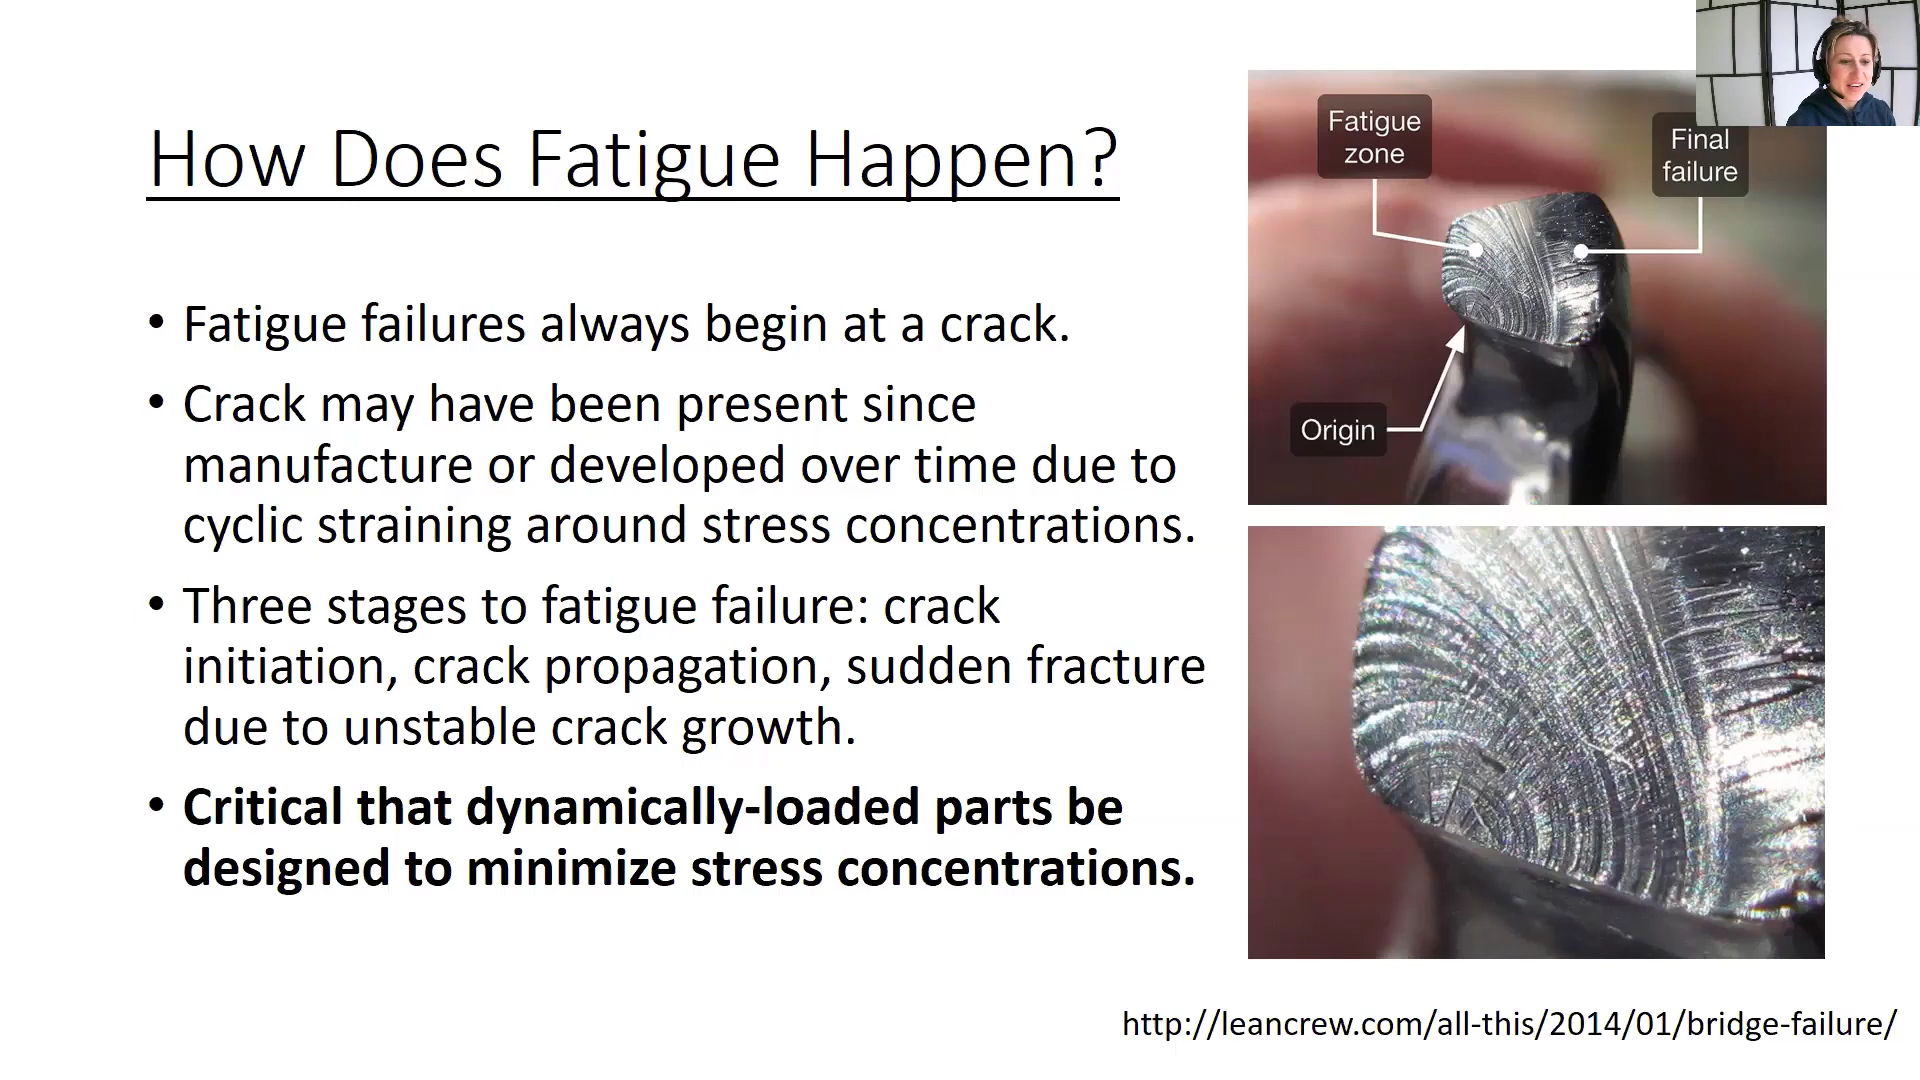 How Does Fatigue Happen?
• Fatigue failures always begin at a crack.
• Crack may have been present since
manufacture or developed over time due to
cyclic straining around stress concentrations.
• Three stages to fatigue failure: crack
initiation, crack propagation, sudden fracture
due to unstable crack growth.
• Critical that dynamically-loaded parts be
designed to minimize stress concentrations.
Fatigue
zone
Final
failure
Origin
http://leancrew.com/all-this/2014/01/bridge-failure/